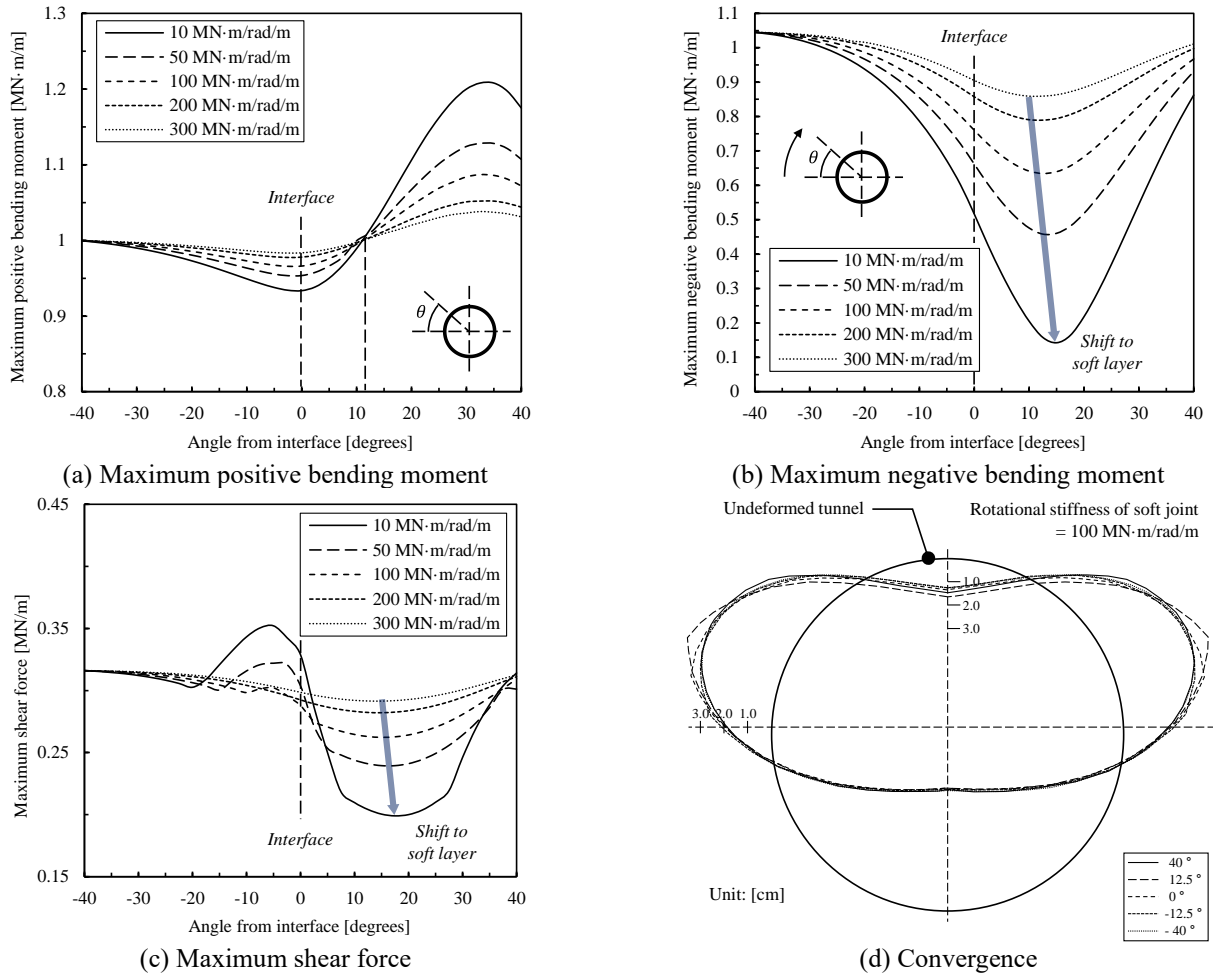 Maximum positive bending moment [MN·m/m]
1.3
1.2
1.1
1
0.9
0.8
10 MN·m/rad/m
50 MN·m/rad/m
100 MN·m/rad/m
200 MN·m/rad/m
300 MN·m/rad/m
Interface
θ
-40 -30 -20 -10 0 10 20 30 40
Angle from interface [degrees]
(a) Maximum positive bending moment
Maximum negative bending moment [MN·m/m]
1.1
1
0.9
0.8
0.7
0.6
0.5
0.4
0.3
0.2
0.1
0
Interface
θ
10 MN·m/rad/m
50 MN·m/rad/m
100 MN·m/rad/m
200 MN·m/rad/m
300 MN·m/rad/m
Shift to
soft layer
-40 -30 -20 -10 0 10 20 30 40
Angle from interface [degrees]
(b) Maximum negative bending moment
Maximum shear force [MN/m]
0.45
0.35
0.25
0.15
10 MN·m/rad/m
50 MN·m/rad/m
100 MN·m/rad/m
200 MN·m/rad/m
300 MN·m/rad/m
Interface
Shift to
soft layer
-40 -30 -20 -10 0 10 20 30 40
Angle from interface [degrees]
(c) Maximum shear force
Undeformed tunnel
Rotational stiffness of soft joint
= 100 MN·m/rad/m
1.0
2.0
3.0
3.0 2.0 1.0
Unit: [cm]
40 °
12.5 °
0 °
-12.5 °
- 40 °
(d) Convergence